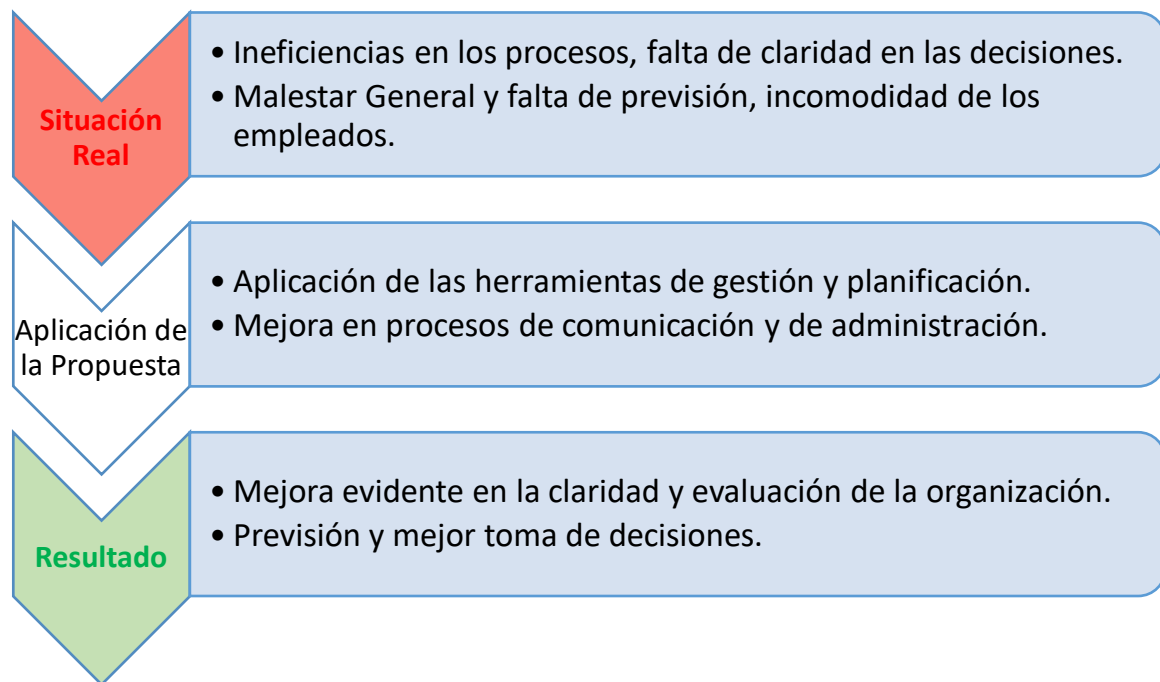 Situación
Real
• Ineficiencias en los procesos, falta de claridad en las decisiones.
• Malestar General y falta de previsión, incomodidad de los
empleados.
Aplicación de
la Propuesta
• Aplicación de las herramientas de gestión y planificación.
• Mejora en procesos de comunicación y de administración.
Resultado
• Mejora evidente en la claridad y evaluación de la organización.
• Previsión y mejor toma de decisiones.